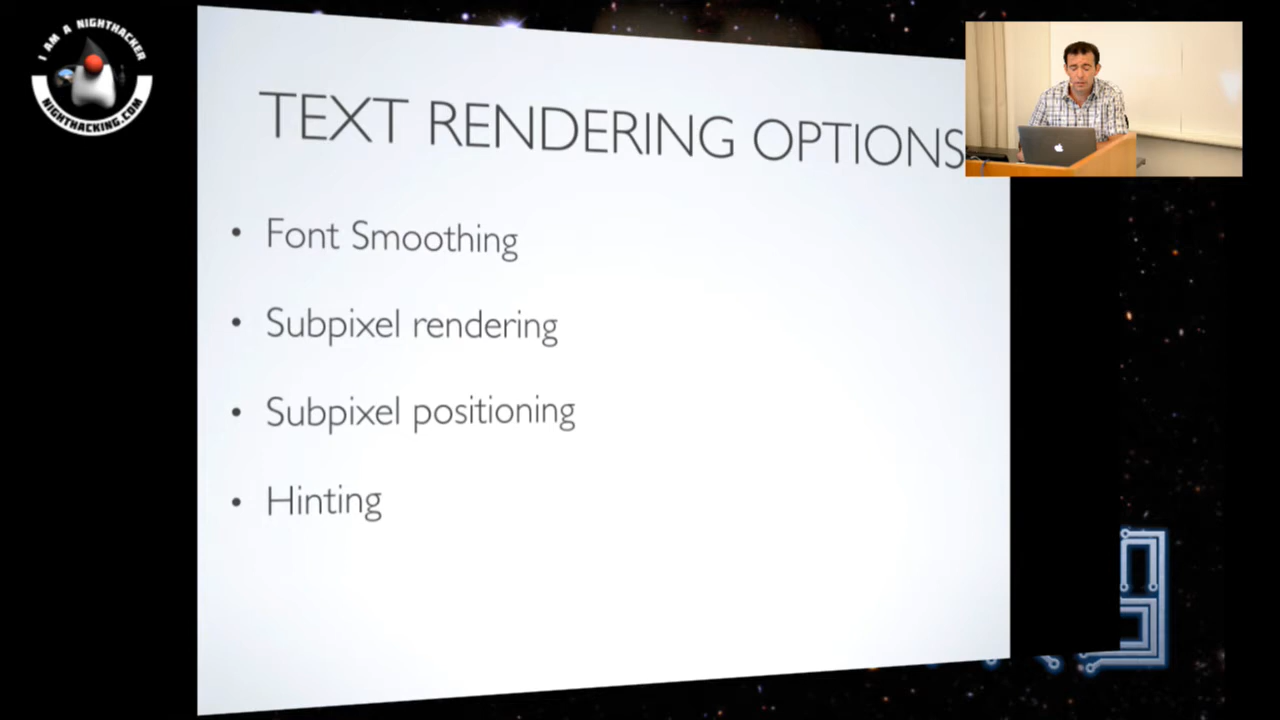 I AM A NIGHTHACKER
NIGHTHACKING.COM
TEXT RENDERING OPTIONS
• Font Smoothing
• Subpixel rendering
• Subpixel positioning
• Hinting